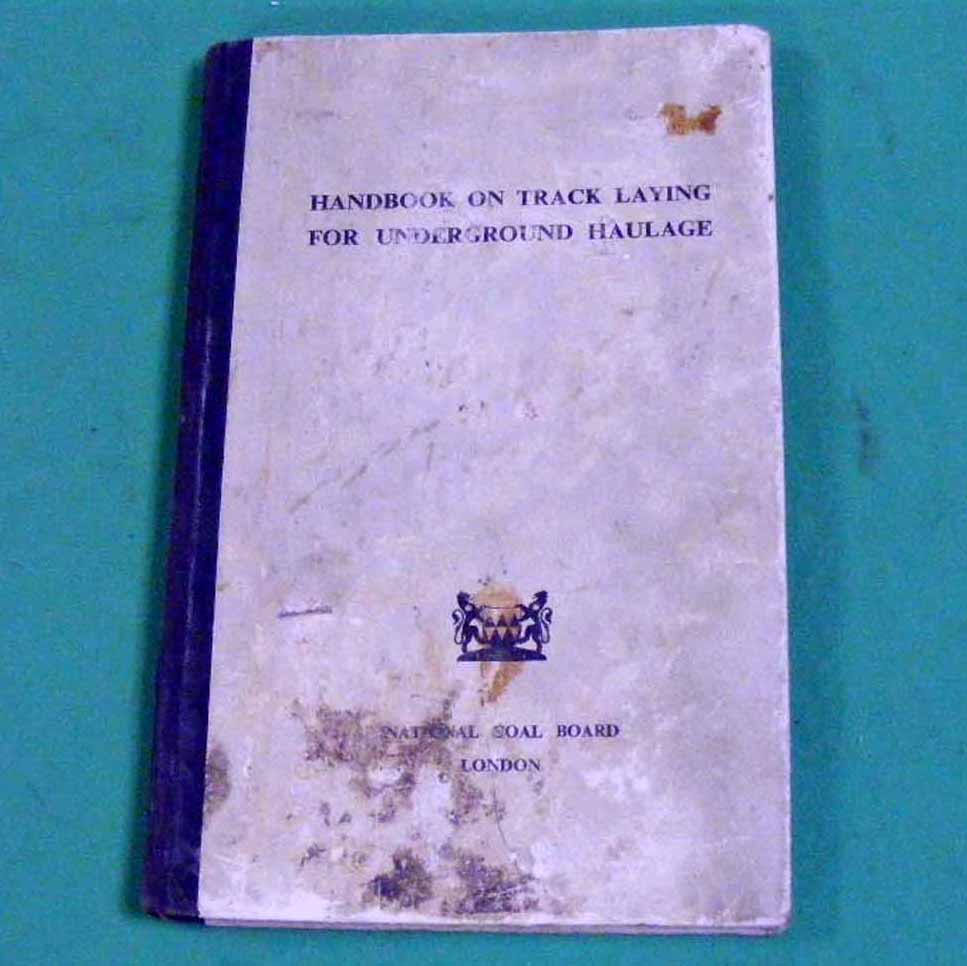 HANDBOOK ON TRACK LAYING
FOR UNDERGROUND HAULAGE
NATIONAL COAL BOARD
LONDON